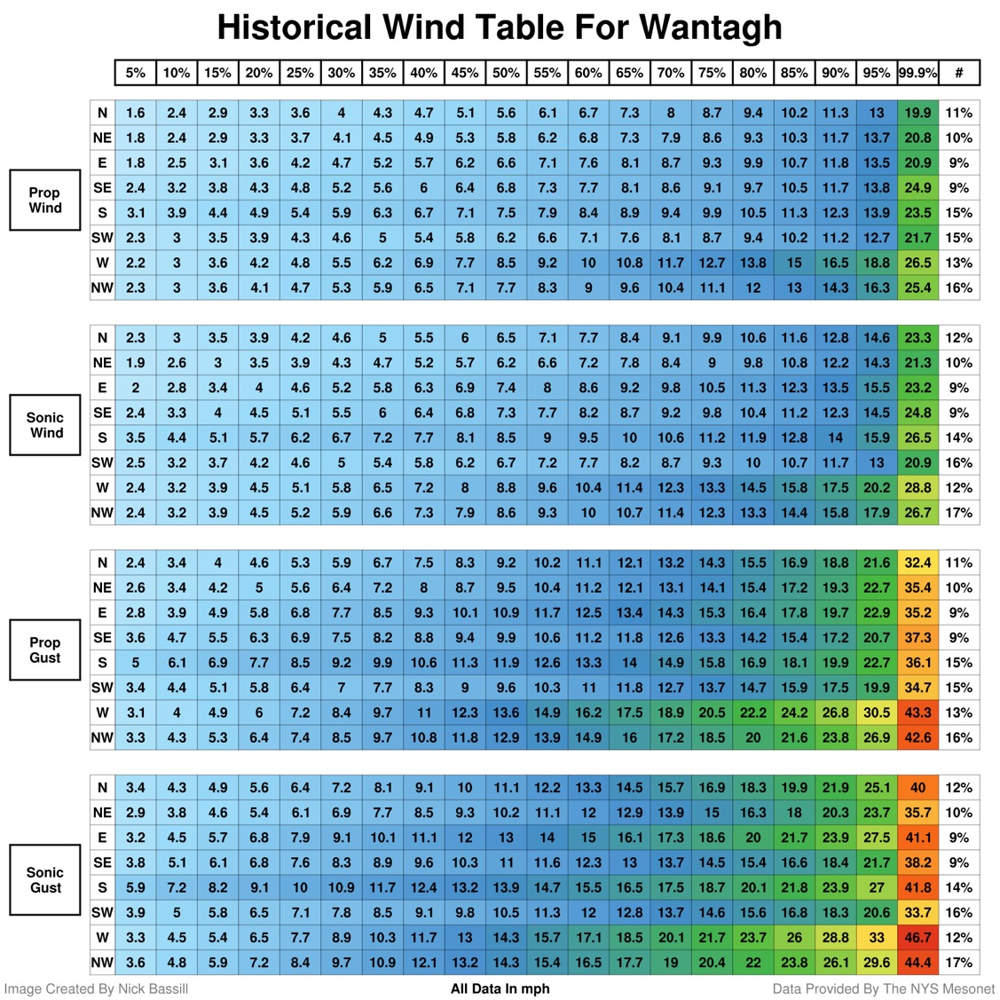 Historical Wind Table For Wantagh
5% 10% 15% 20% 25% 30% 35% 40% 45% 50% 55% 60% 65% 70% 75% 80% 85% 90% 95% 99.9% #
Prop
Wind
N 1.6 2.4 2.9 3.3 3.6 4 4.3 4.7 5.1 5.6 6.1 6.7 7.3 8 8.7 9.4 10.2 11.3 13 19.9 11%
NE 1.8 2.4 2.9 3.3 3.7 4.1 4.5 4.9 5.3 5.8 6.2 6.8 7.3 7.9 8.6 9.3 10.3 11.7 13.7 20.8 10%
E 1.8 2.5 3.1 3.6 4.2 4.7 5.2 5.7 6.2 6.6 7.1 7.6 8.1 8.7 9.3 9.9 10.7 11.8 13.5 20.9 9%
SE 2.4 3.2 3.8 4.3 4.8 5.2 5.6 6 6.4 6.8 7.3 7.7 8.1 8.6 9.1 9.7 10.5 11.7 13.8 24.9 9%
S 3.1 3.9 4.4 4.9 5.4 5.9 6.3 6.7 7.1 7.5 7.9 8.4 8.9 9.4 9.9 10.5 11.3 12.3 13.9 23.5 15%
SW 2.3 3 3.5 3.9 4.3 4.6 5 5.4 5.8 6.2 6.6 7.1 7.6 8.1 8.7 9.4 10.2 11.2 12.7 21.7 15%
W 2.2 3 3.6 4.2 4.8 5.5 6.2 6.9 7.7 8.5 9.2 10 10.8 11.7 12.7 13.8 15 16.5 18.8 26.5 13%
NW 2.3 3 3.6 4.1 4.7 5.3 5.9 6.5 7.1 7.7 8.3 9 9.6 10.4 11.1 12 13 14.3 16.3 25.4 16%
Sonic
Wind
N 2.3 3 3.5 3.9 4.2 4.6 5 5.5 6 6.5 7.1 7.7 8.4 9.1 9.9 10.6 11.6 12.8 14.6 23.3 12%
NE 1.9 2.6 3 3.5 3.9 4.3 4.7 5.2 5.7 6.2 6.6 7.2 7.8 8.4 9 9.8 10.8 12.2 14.3 21.3 10%
E 2 2.8 3.4 4 4.6 5.2 5.8 6.3 6.9 7.4 8 8.6 9.2 9.8 10.5 11.3 12.3 13.5 15.5 23.2 9%
SE 2.4 3.3 4 4.5 5.1 5.5 6 6.4 6.8 7.3 7.7 8.2 8.7 9.2 9.8 10.4 11.2 12.3 14.5 24.8 9%
S 3.5 4.4 5.1 5.7 6.2 6.7 7.2 7.7 8.1 8.5 9 9.5 10 10.6 11.2 11.9 12.8 14 15.9 26.5 14%
SW 2.5 3.2 3.7 4.2 4.6 5 5.4 5.8 6.2 6.7 7.2 7.7 8.2 8.7 9.3 10 10.7 11.7 13 20.9 16%
W 2.4 3.2 3.9 4.5 5.1 5.8 6.5 7.2 8 8.8 9.6 10.4 11.4 12.3 13.3 14.5 15.8 17.5 20.2 28.8 12%
NW 2.4 3.2 3.9 4.5 5.2 5.9 6.6 7.3 7.9 8.6 9.3 10 10.7 11.4 12.3 13.3 14.4 15.8 17.9 26.7 17%
Prop
Gust
N 2.4 3.4 4 4.6 5.3 5.9 6.7 7.5 8.3 9.2 10.2 11.1 12.1 13.2 14.3 15.5 16.9 18.8 21.6 32.4 11%
NE 2.6 3.4 4.2 5 5.6 6.4 7.2 8 8.7 9.5 10.4 11.2 12.1 13.1 14.1 15.4 17.2 19.3 22.7 35.4 10%
E 2.8 3.9 4.9 5.8 6.8 7.7 8.5 9.3 10.1 10.9 11.7 12.5 13.4 14.3 15.3 16.4 17.8 19.7 22.9 35.2 9%
SE 3.6 4.7 5.5 6.3 6.9 7.5 8.2 8.8 9.4 9.9 10.6 11.2 11.8 12.6 13.3 14.2 15.4 17.2 20.7 37.3 9%
S 5 6.1 6.9 7.7 8.5 9.2 9.9 10.6 11.3 11.9 12.6 13.3 14 14.9 15.8 16.9 18.1 19.9 22.7 36.1 15%
SW 3.4 4.4 5.1 5.8 6.4 7 7.7 8.3 9 9.6 10.3 11 11.8 12.7 13.7 14.7 15.9 17.5 19.9 34.7 15%
W 3.1 4 4.9 6 7.2 8.4 9.7 11 12.3 13.6 14.9 16.2 17.5 18.9 20.5 22.2 24.2 26.8 30.5 43.3 13%
NW 3.3 4.3 5.3 6.4 7.4 8.5 9.7 10.8 11.8 12.9 13.9 14.9 16 17.2 18.5 20 21.6 23.8 26.9 42.6 16%
Sonic
Gust
N 3.4 4.3 4.9 5.6 6.4 7.2 8.1 9.1 10 11.1 12.2 13.3 14.5 15.7 16.9 18.3 19.9 21.9 25.1 40 12%
NE 2.9 3.8 4.6 5.4 6.1 6.9 7.7 8.5 9.3 10.2 11.1 12 12.9 13.9 15 16.3 18 20.3 23.7 35.7 10%
E 3.2 4.5 5.7 6.8 7.9 9.1 10.1 11.1 12 13 14 15 16.1 17.3 18.6 20 21.7 23.9 27.5 41.1 9%
SE 3.8 5.1 6.1 6.8 7.6 8.3 8.9 9.6 10.3 11 11.6 12.3 13 13.7 14.5 15.4 16.6 18.4 21.7 38.2 9%
S 5.9 7.2 8.2 9.1 10 10.9 11.7 12.4 13.2 13.9 14.7 15.5 16.5 17.5 18.7 20.1 21.8 23.9 27 41.8 14%
SW 3.9 5 5.8 6.5 7.1 7.8 8.5 9.1 9.8 10.5 11.3 12 12.8 13.7 14.6 15.6 16.8 18.3 20.6 33.7 16%
W 3.3 4.5 5.4 6.5 7.7 8.9 10.3 11.7 13 14.3 15.7 17.1 18.5 20.1 21.7 23.7 26 28.8 33 46.7 12%
NW 3.6 4.8 5.9 7.2 8.4 9.7 10.9 12.1 13.2 14.3 15.4 16.5 17.7 19 20.4 22 23.8 26.1 29.6 44.4 17%
Image Created By Nick Bassill All Data In mph Data Provided By The NYS Mesonet